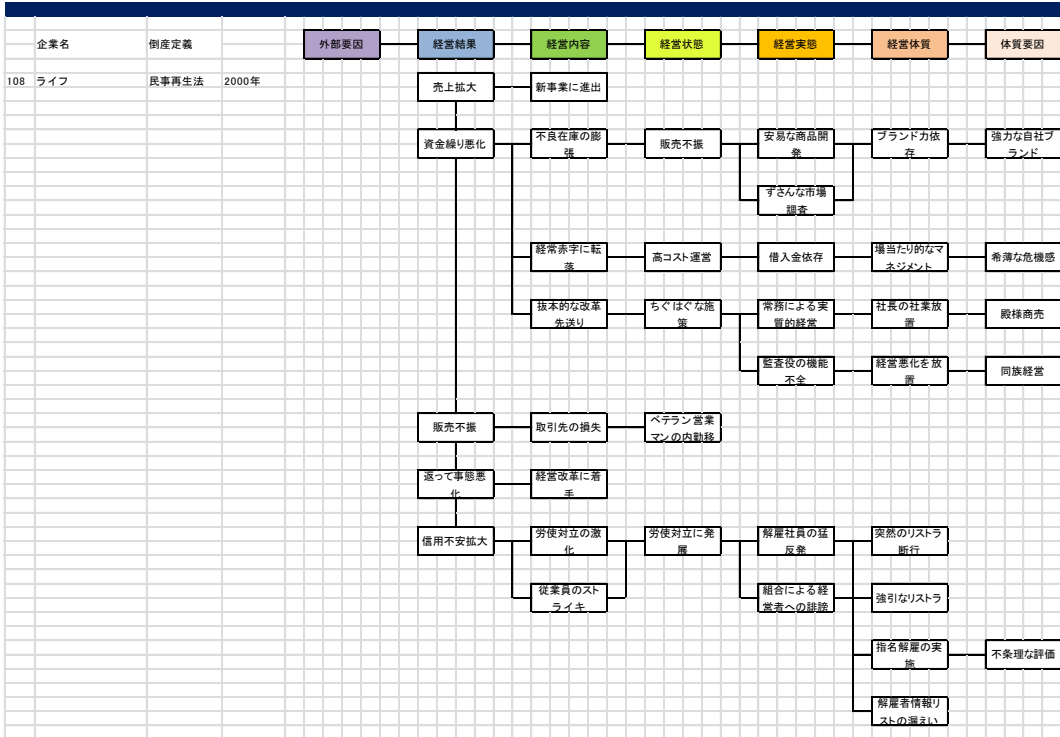 企業名 倒産定義 外部要因 経営結果 経営内容 経営状態 経営実態 経営体質 体質要因
108 ライフ 民事再生法 2000年 売上拡大 新事業に進出
資金繰り悪化
不良在庫の膨
張
販売不振
安易な商品開
発
ブランド力依
存
強力な自社ブ
ランド
ずさんな市場
調査
経常赤字に転
落
高コスト運営
借入金依存
場当たり的なマ
ネジメント
希薄な危機感
抜本的な改革
先送り
ちぐはぐな施
策
常務による実
質的経営
社長の社業放
置
殿様商売
監査役の機能
不全
経営悪化を放
置
同族経営
販売不振
取引先の損失
ベテラン営業
マンの内勤移
返って事態悪
化
経営改革に着
手
信用不安拡大
労使対立の激
化
労使対立に発
展
解雇社員の猛
反発
突然のリストラ
断行
従業員のスト
ライキ
組合による経
営者への誹謗
強引なリストラ
指名解雇の実
施
不条理な評価
解雇者情報リ
ストの漏えい